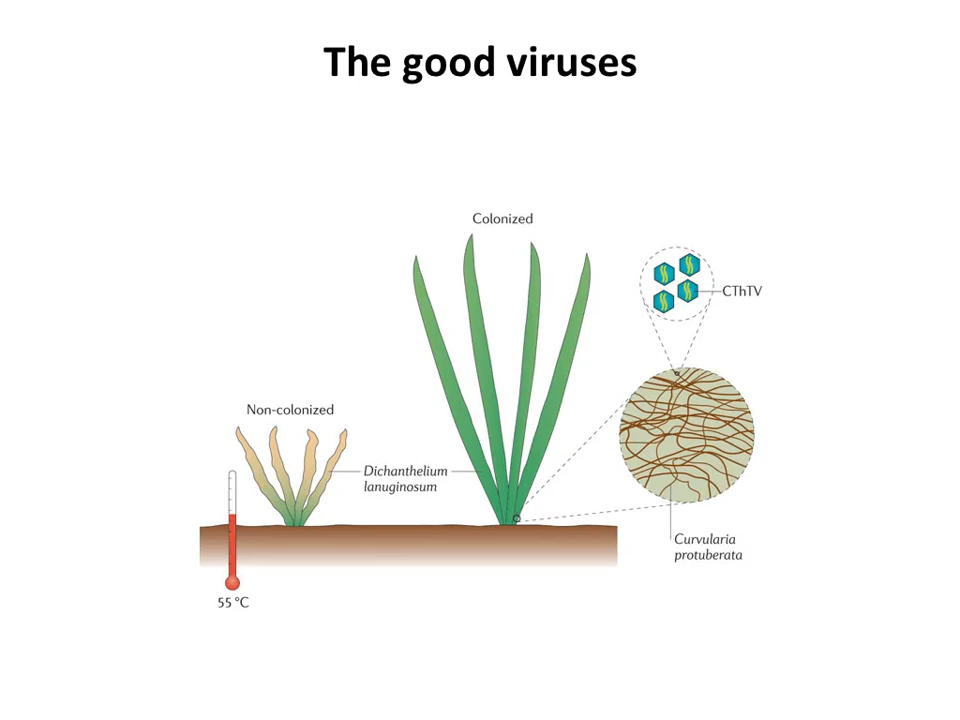 The good viruses
Colonized
CThTV
Non-colonized
Dichanthelium
lanuginosum
Curvularia
protuberata
55 °C